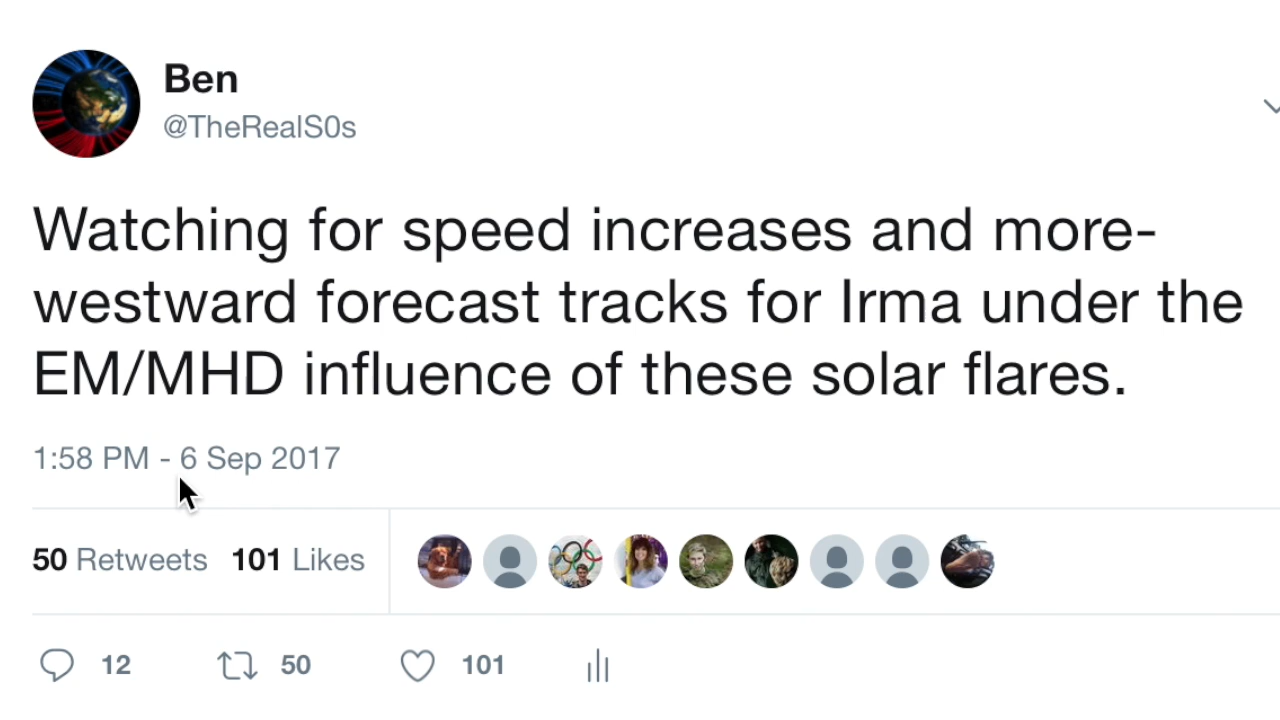 Ben
@TheRealS0s
Watching for speed increases and more-
westward forecast tracks for Irma under the
EM/MHD influence of these solar flares.
1:58 PM - 6 Sep 2017
50 Retweets 101 Likes
12 50 101